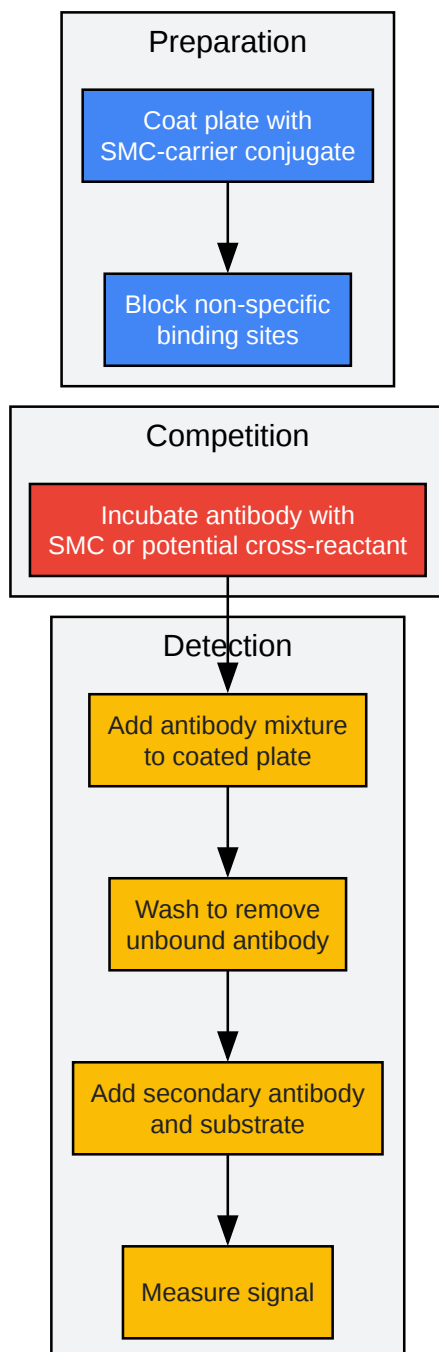 Preparation
Coat plate with
SMC-carrier conjugate
Block non-specific
binding sites
Competition
Incubate antibody with
SMC or potential cross-reactant
Detection
Add antibody mixture
to coated plate
Wash to remove
unbound antibody
Add secondary antibody
and substrate
Measure signal